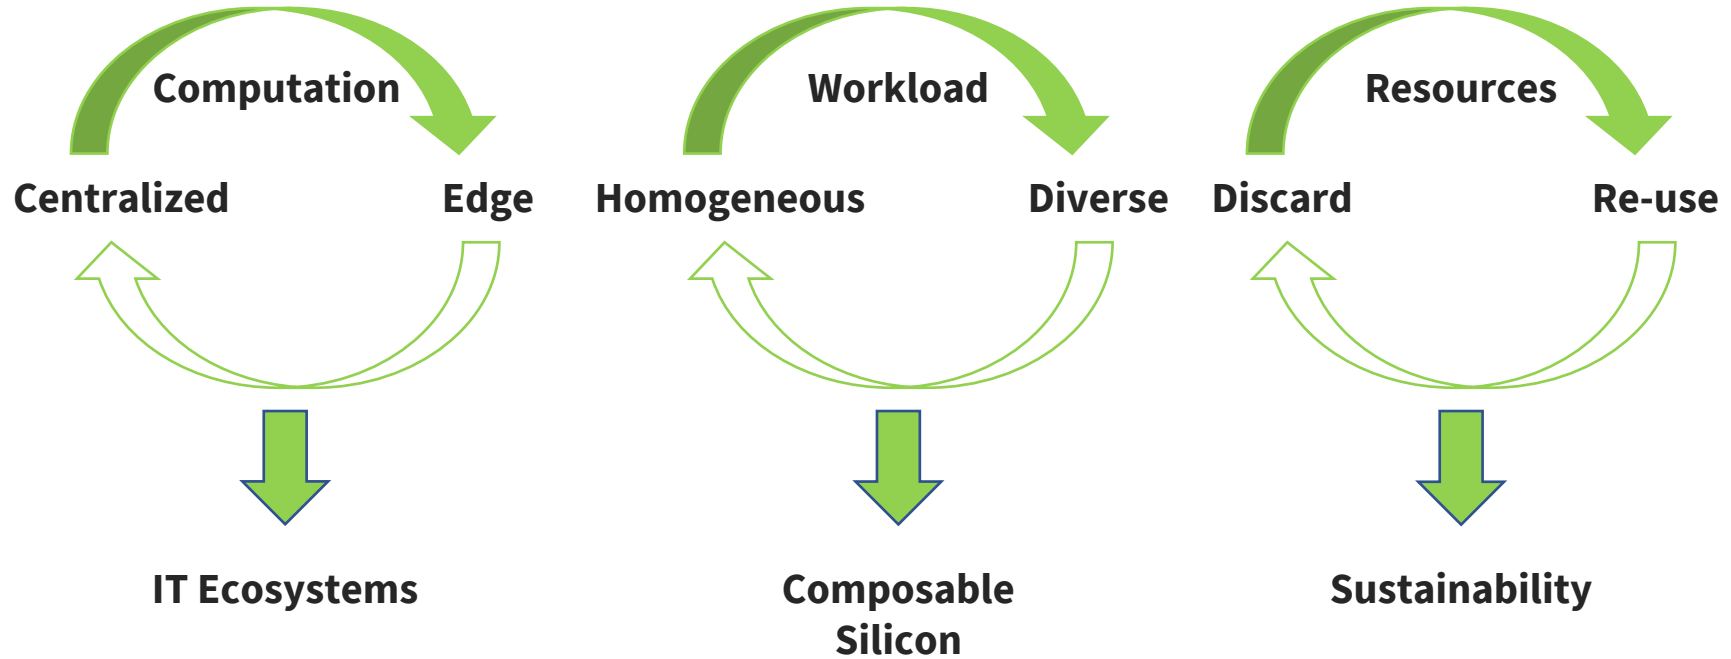 Computation
Workload
Resources
Centralized
Edge
Homogeneous
Diverse
Discard
Re-use
IT Ecosystems
Composable
Silicon
Sustainability